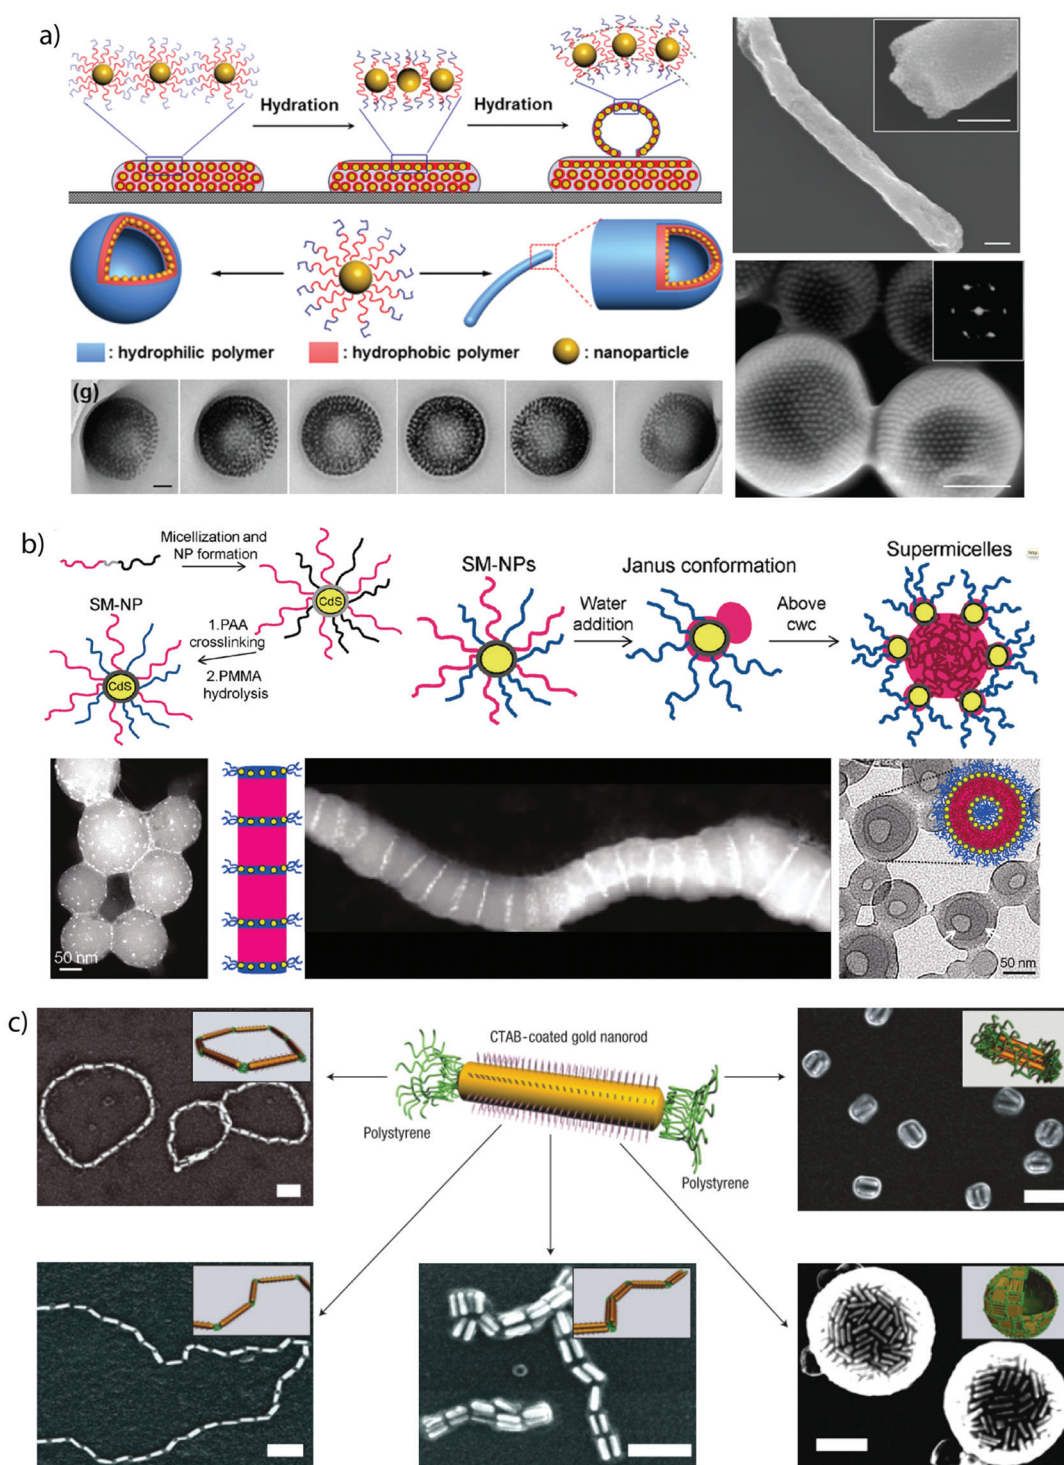 a)
Hydration
Hydration
: hydrophilic polymer
: hydrophobic polymer
: nanoparticle
(g)
b)
Micellization and
NP formation
CdS
SM-NP
1.PAA
crosslinking
2.PMMA
hydrolysis
CdS
SM-NPs
Water
addition
Janus conformation
Above
cwc
Supermicelles
50 nm
50 nm
c)
CTAB-coated gold nanorod
Polystyrene
Polystyrene